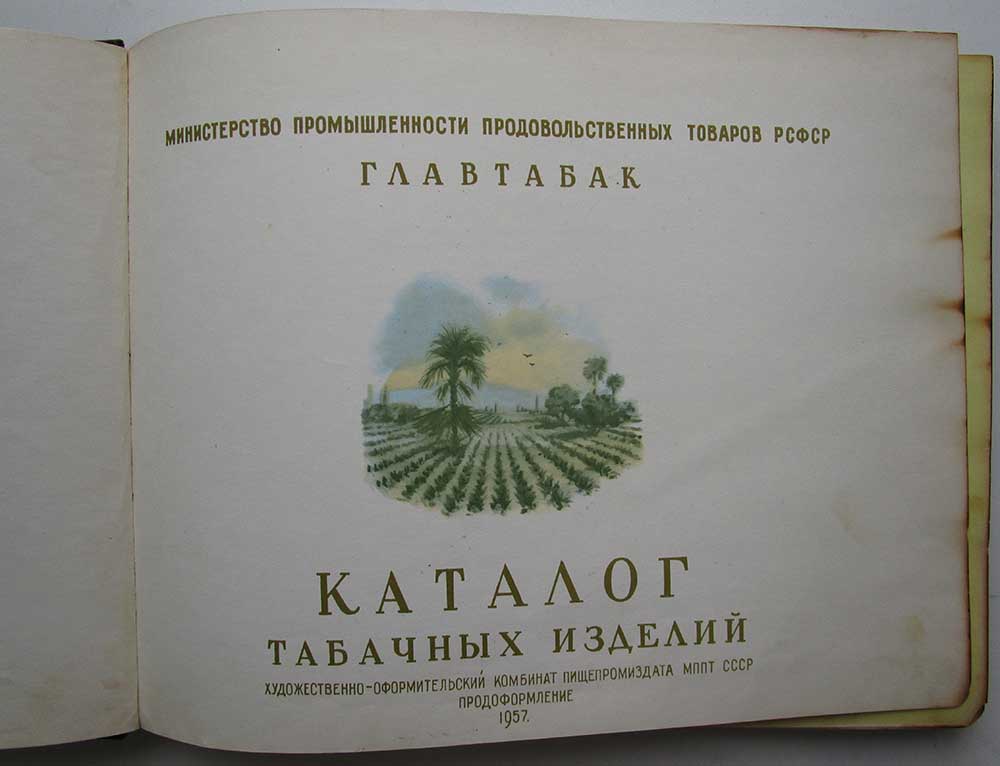 МИНИСТЕРСТВО ПРОМЫШЛЕННОСТИ ПРОДОВОЛЬСТВЕННЫХ ТОВАРОВ РСФСР
ГЛАВТАБАК
КАТАЛОГ
ТАБАЧНЫХ ИЗДЕЛИЙ
ХУДОЖЕСТВЕННО-ОФОРМИТЕЛЬСКИЙ КОМБИНАТ ПИЩЕПРОМИЗДАТА МППТ СССР
ПРОДОФОРМЛЕНИЕ
1957.